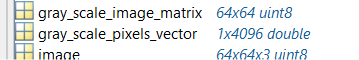 gray_scale_image_matrix 64x64 uint8
gray_scale_pixels_vector 1x4096 double
image 64x64x3 uint8